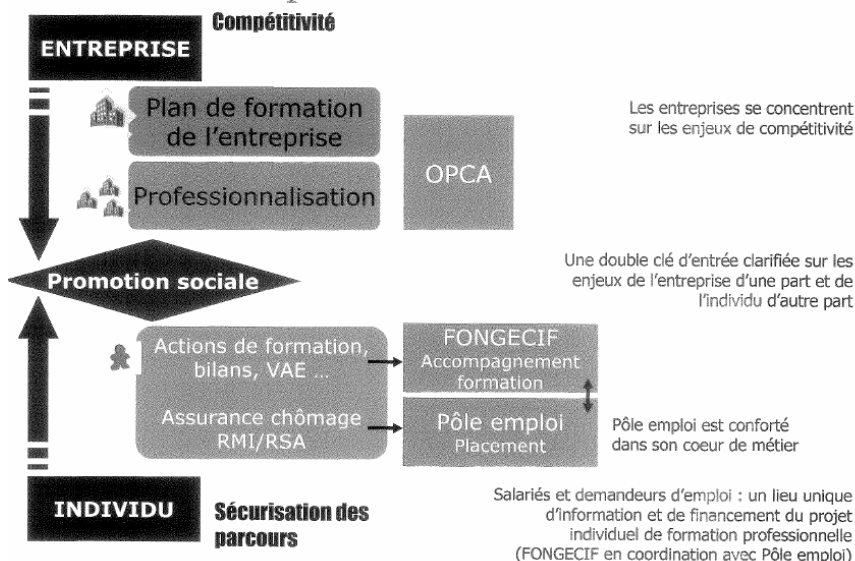 Compétitivité
ENTREPRISE
Plan de formation
de l'entreprise
Professionnalisation
OPCA
Les entreprises se concentrent
sur les enjeux de compétitivité
Promotion sociale
Une double clé d'entrée clarifiée sur les
enjeux de l'entreprise d'une part et de
l'individu d'autre part
Actions de formation,
bilans, VAE ...
Assurance chômage
RMI/RSA
FONGECIF
Accompagnement
formation
Pôle emploi
Placement
Pôle emploi est conforté
dans son coeur de métier
INDIVIDU
Sécurisation des
parcours
Salariés et demandeurs d'emploi : un lieu unique
d'information et de financement du projet
individuel de formation professionnelle
(FONGECIF en coordination avec Pôle emploi)